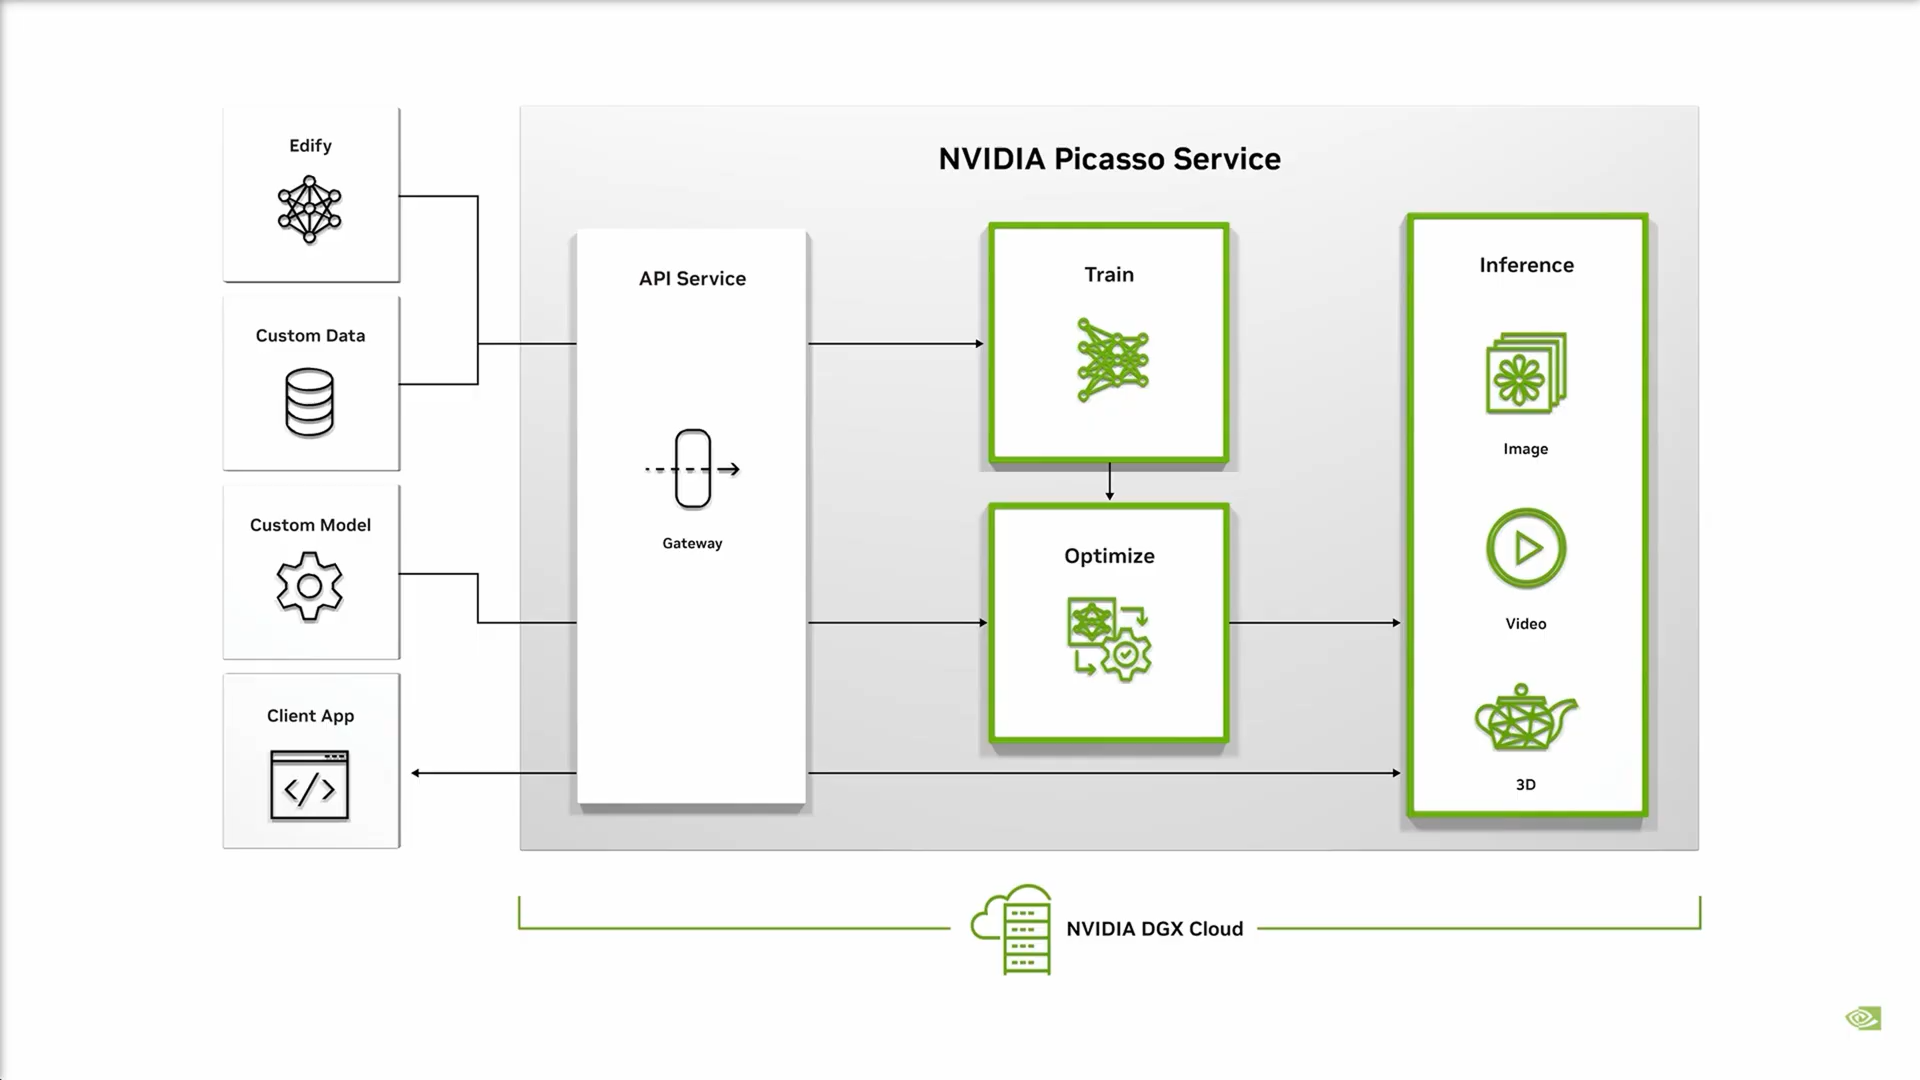 NVIDIA Picasso Service
Edify
Custom Data
Custom Model
Client App
API Service
Gateway
Train
Optimize
Inference
Image
Video
3D
NVIDIA DGX Cloud